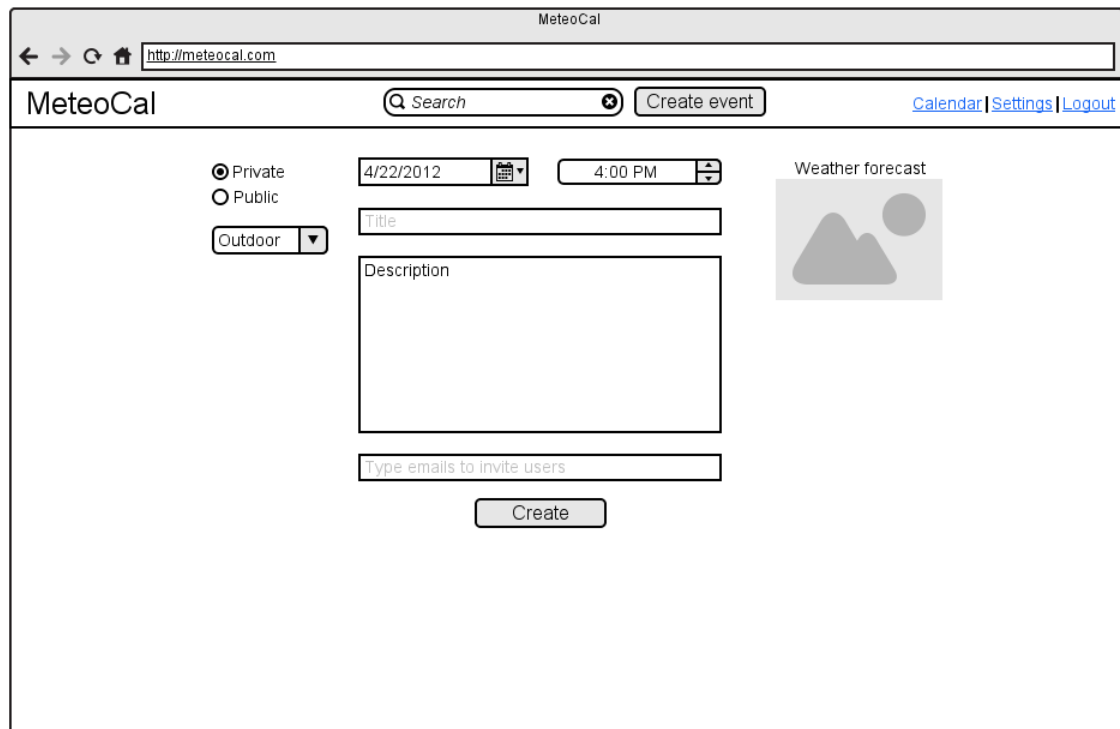 MeteoCal
http://meteocal.com
MeteoCal
Search
Create event
Calendar|Settings|Logout
Private
Public
Outdoor
4/22/2012
4:00 PM
Title
Description
Type emails to invite users
Create
Weather forecast